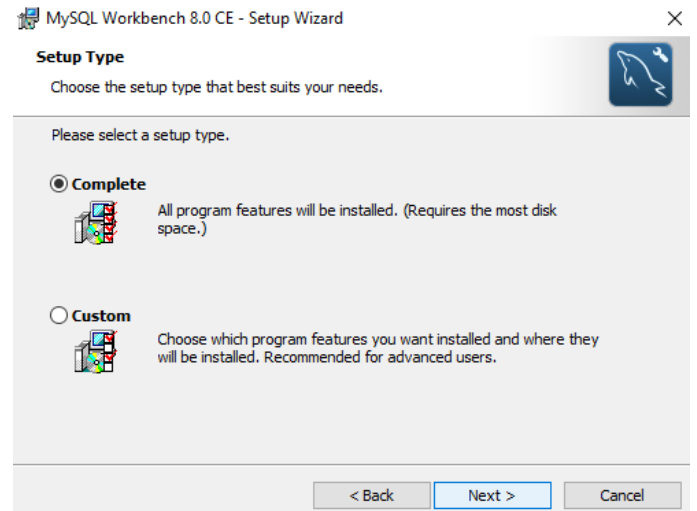 MySQL Workbench 8.0 CE - Setup Wizard
Setup Type
Choose the setup type that best suits your needs.
Please select a setup type.
Complete
All program features will be installed. (Requires the most disk
space.)
Custom
Choose which program features you want installed and where they
will be installed. Recommended for advanced users.
< Back Next > Cancel